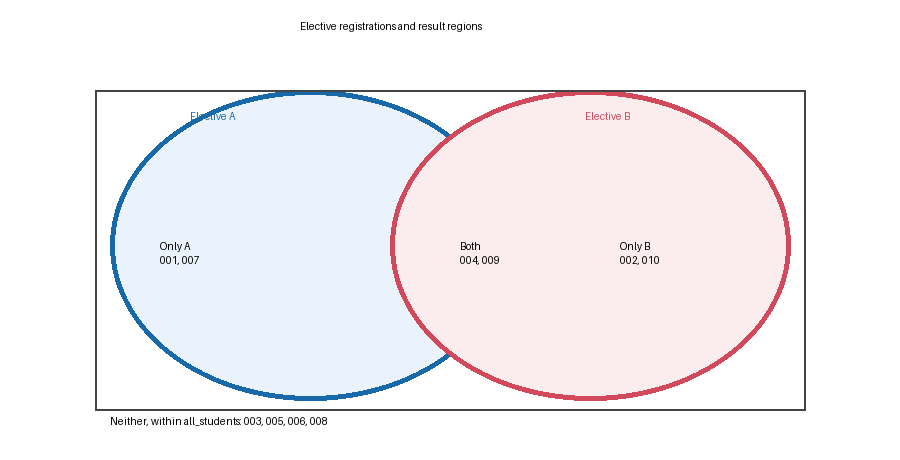 Elective registrations and result regions
Elective A
Elective B
Only A
001, 007
Both
004, 009
Only B
002, 010
Neither, within all_students: 003, 005, 006, 008